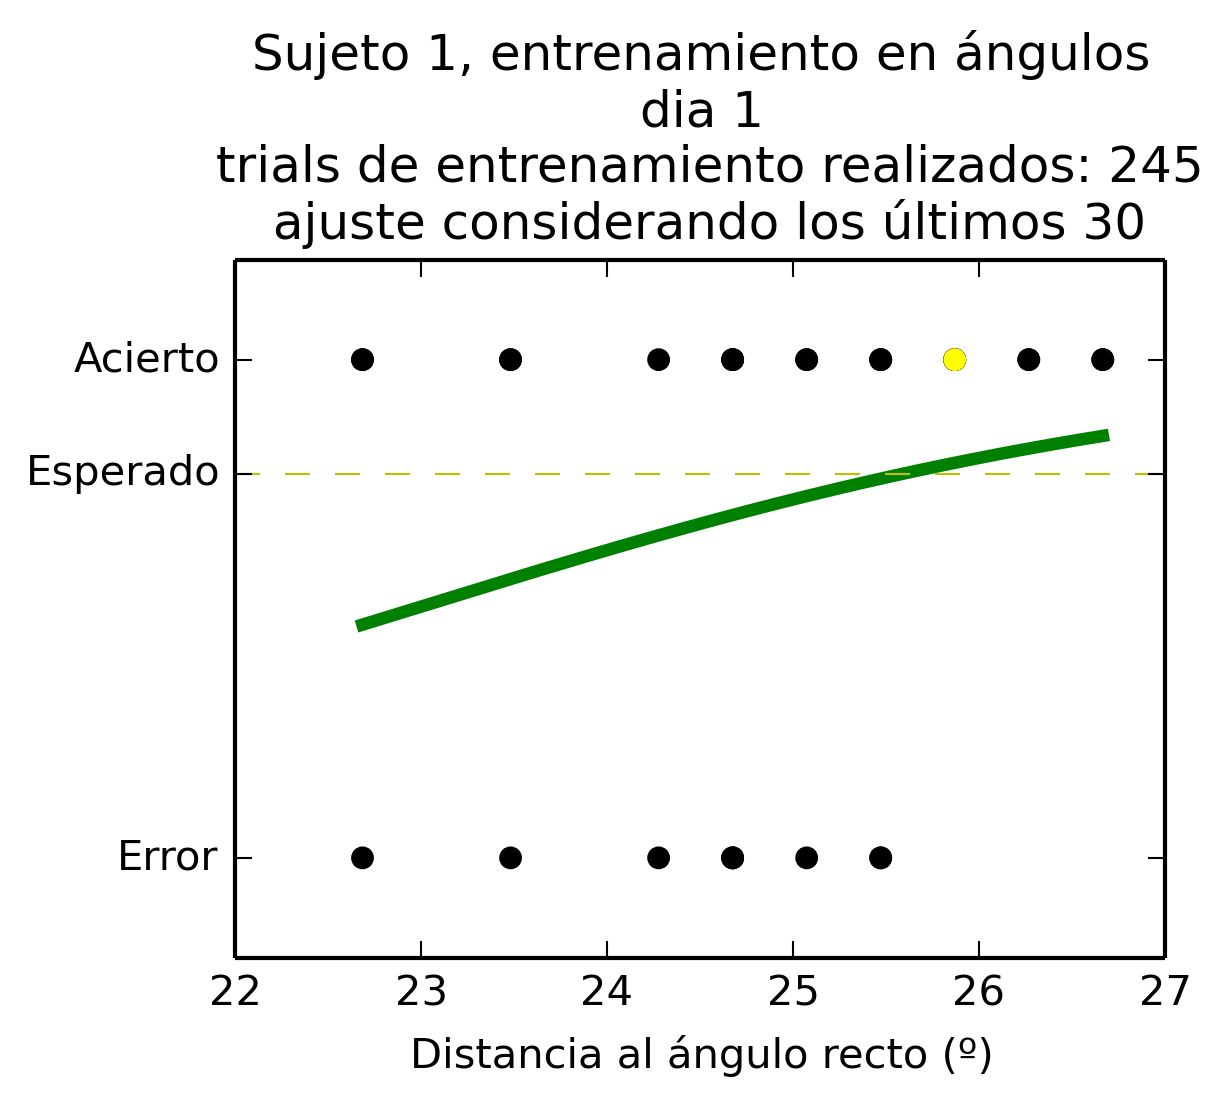 Sujeto 1, entrenamiento en ángulos
dia 1
trials de entrenamiento realizados: 245
ajuste considerando los últimos 30
Acierto
Esperado
Error
22 23 24 25 26 27
Distancia al ángulo recto (º)